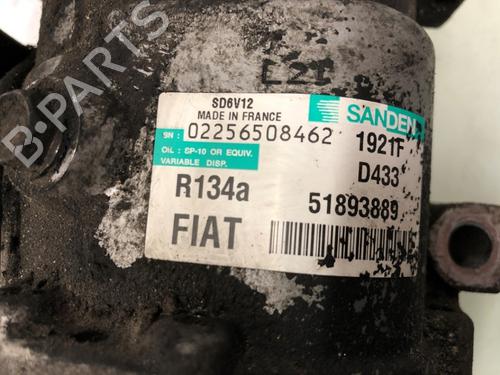 B-PARTS
SD6V12
MADE IN FRANCE
SANDEN
SN : 02256508462
1921F
OIL : SP-10 OR EQUIV.
VARIABLE DISP.
D433
R134a
51893889
FIAT